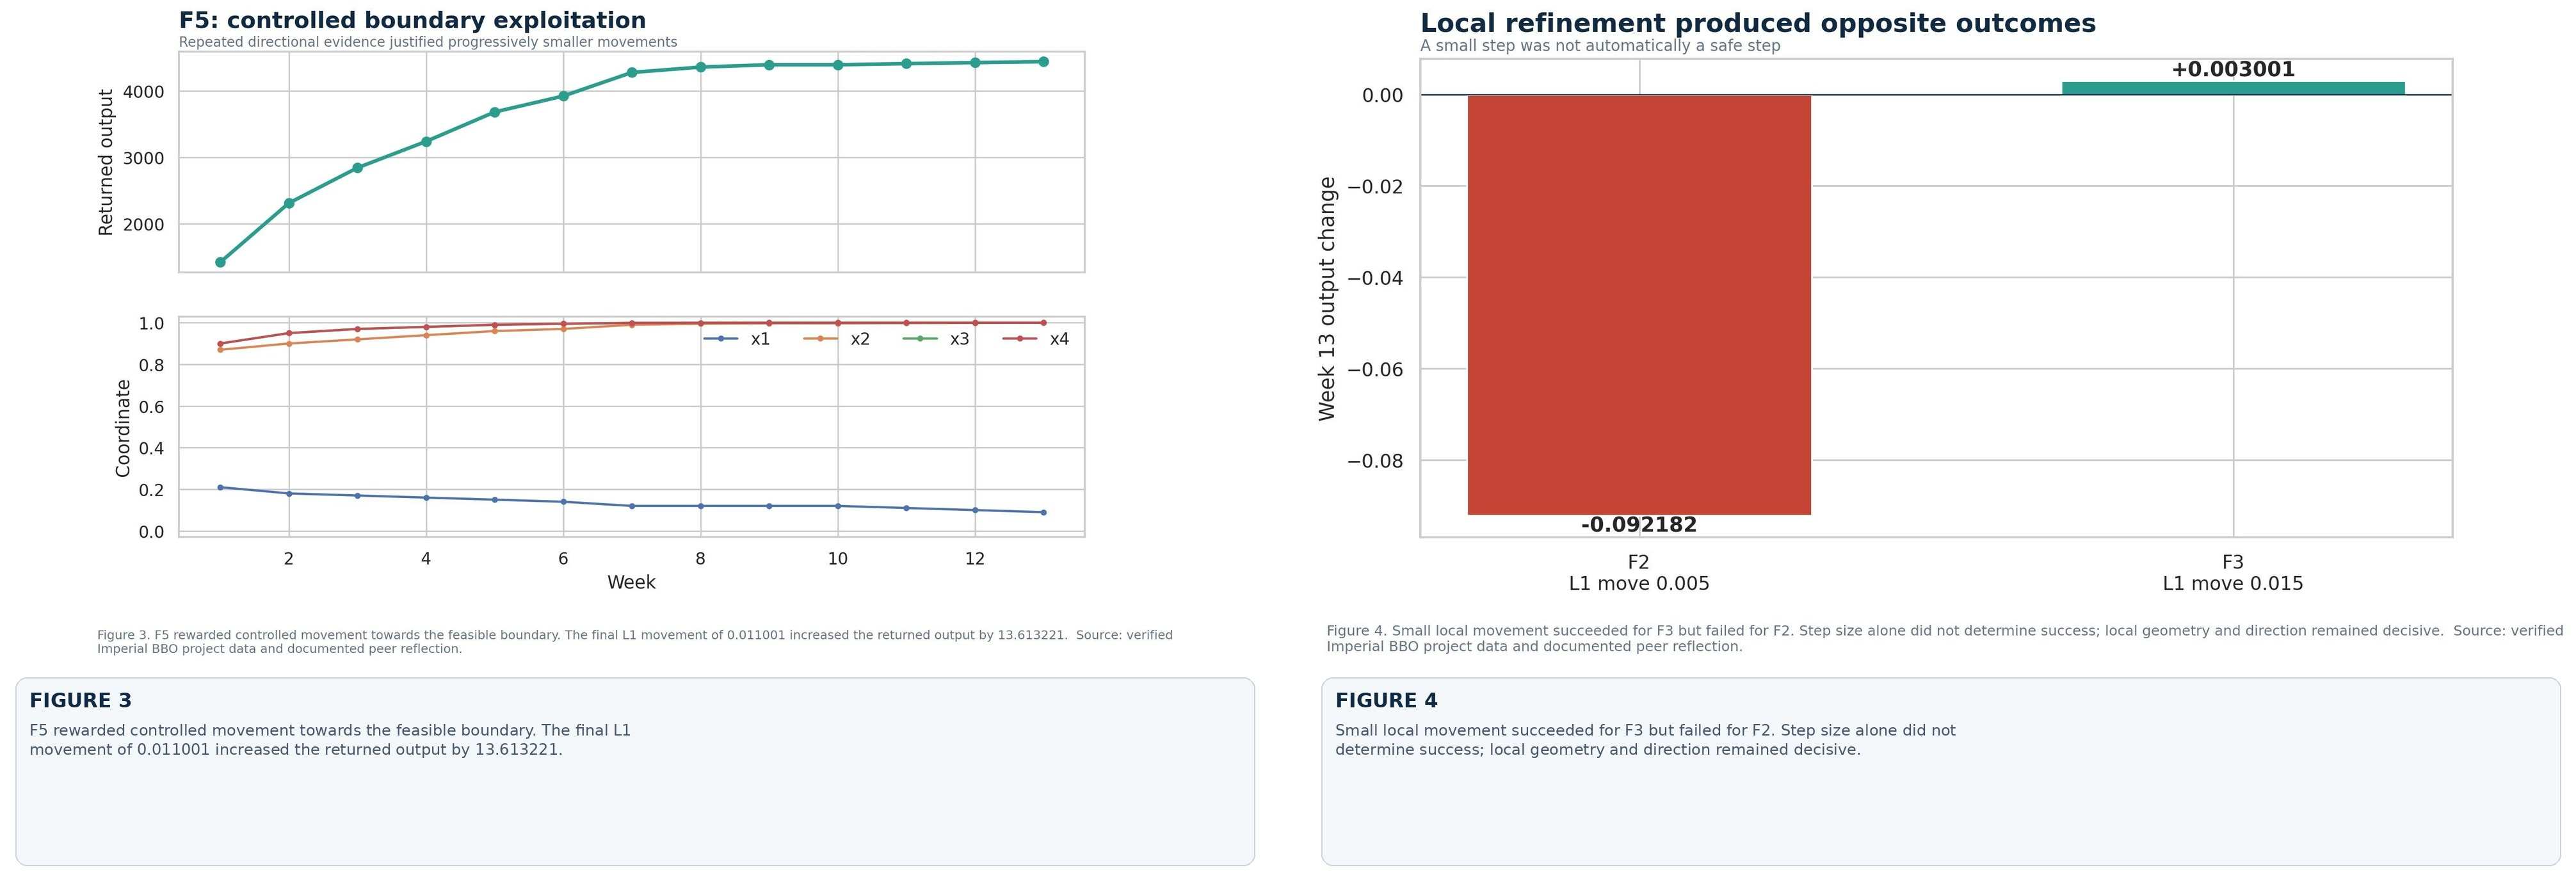 F5: controlled boundary exploitation
Repeated directional evidence justified progressively smaller movements
Returned output
4000
3000
2000
Coordinate
1.0
0.8
0.6
0.4
0.2
0.0
x1 x2 x3 x4
2 4 6 8 10 12
Week
Figure 3. F5 rewarded controlled movement towards the feasible boundary. The final L1 movement of 0.011001 increased the returned output by 13.613221.  Source: verified
Imperial BBO project data and documented peer reflection.
FIGURE 3
F5 rewarded controlled movement towards the feasible boundary. The final L1
movement of 0.011001 increased the returned output by 13.613221.
Local refinement produced opposite outcomes
A small step was not automatically a safe step
Week 13 output change
0.00
−0.02
−0.04
−0.06
−0.08
+0.003001
-0.092182
F2
L1 move 0.005
F3
L1 move 0.015
Figure 4. Small local movement succeeded for F3 but failed for F2. Step size alone did not determine success; local geometry and direction remained decisive.  Source: verified
Imperial BBO project data and documented peer reflection.
FIGURE 4
Small local movement succeeded for F3 but failed for F2. Step size alone did not
determine success; local geometry and direction remained decisive.